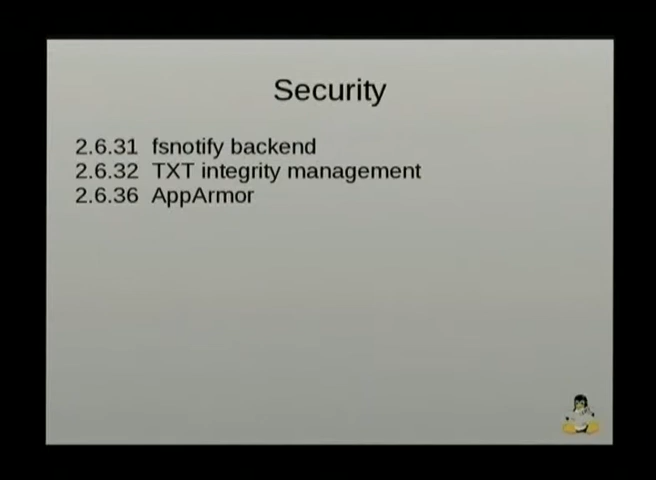 Security
2.6.31 fsnotify backend
2.6.32 TXT integrity management
2.6.36 AppArmor